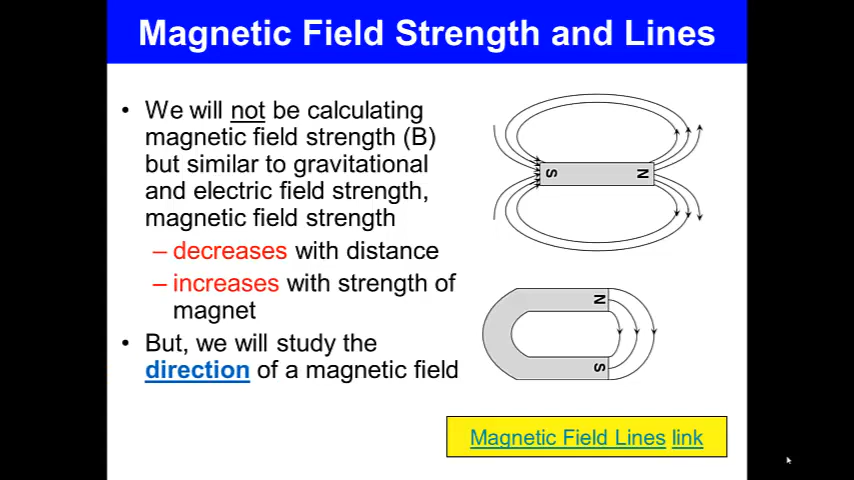 Magnetic Field Strength and Lines
• We will not be calculating
magnetic field strength (B)
but similar to gravitational
and electric field strength,
magnetic field strength
– decreases with distance
– increases with strength of
magnet
• But, we will study the
direction of a magnetic field
S N
N
S
Magnetic Field Lines link